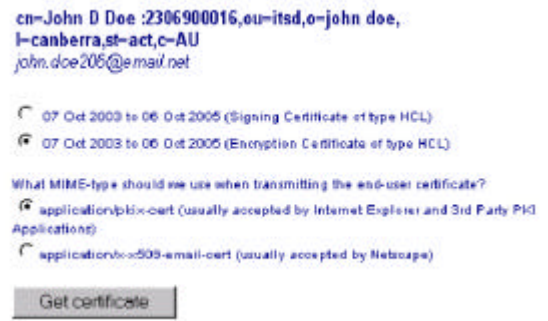 cn=John D Doe :2306900016,ou=itsd,o=john doe,
l=canberra,st=act,c=AU
john.doe205@email.net
07 Oct 2003 to 06 Oct 2005 (Signing Certificate of type HCL)
07 Oct 2003 to 06 Oct 2005 (Encryption Certificate of type HCL)
What MIME-type should we use when transmitting the end-user certificate?
application/pkix-cert (usually accepted by Internet Explorer and 3rd Party PKI
Applications)
application/x-x509-email-cert (usually accepted by Netscape)
Get certificate